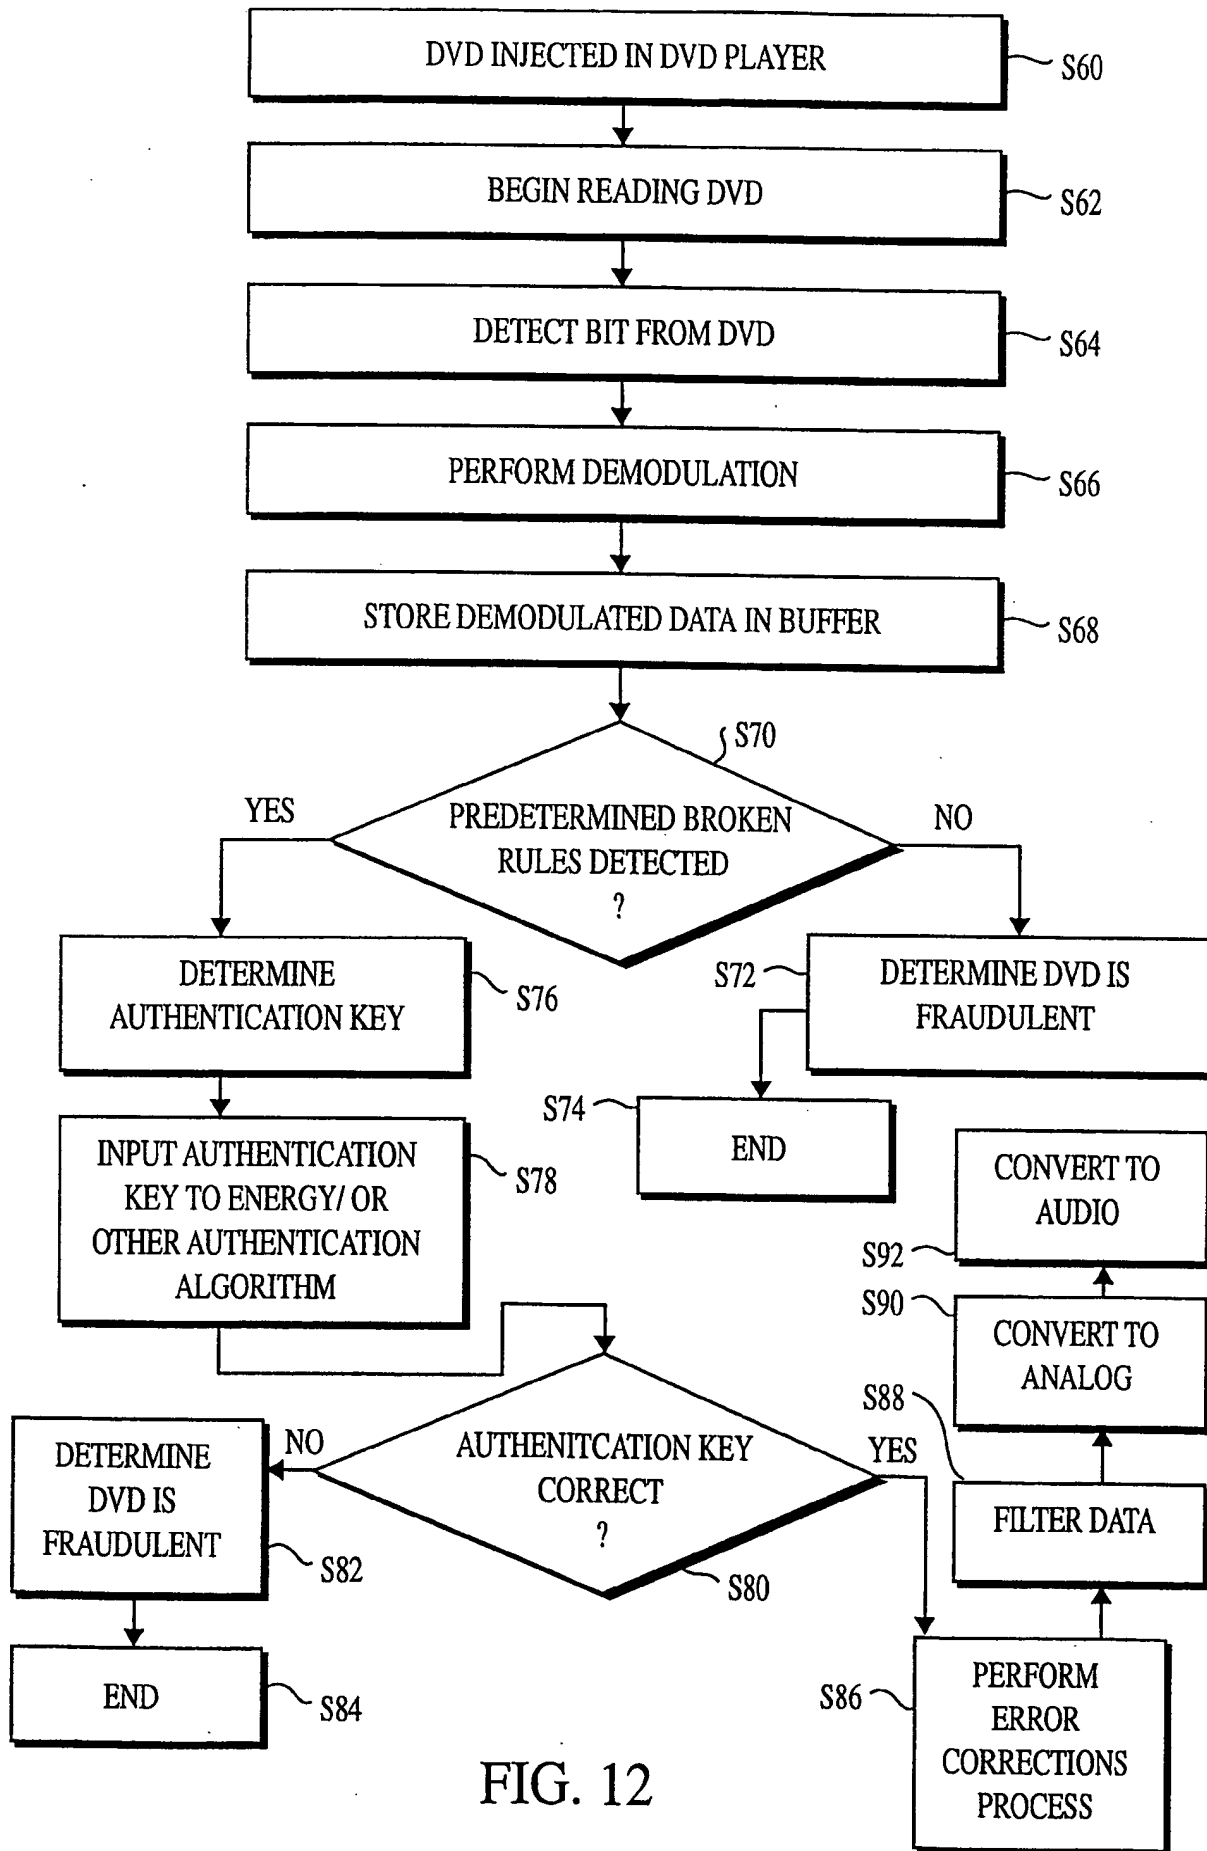 DVD INJECTED IN DVD PLAYER
S60
BEGIN READING DVD
S62
DETECT BIT FROM DVD
S64
PERFORM DEMODULATION
S66
STORE DEMODULATED DATA IN BUFFER
S68
S70
PREDETERMINED BROKEN
RULES DETECTED
?
YES
NO
DETERMINE
AUTHENTICATION KEY
S76
S72
DETERMINE DVD IS
FRAUDULENT
S74
END
INPUT AUTHENTICATION
KEY TO ENERGY/ OR
OTHER AUTHENTICATION
ALGORITHM
S78
AUTHENITCATION KEY
CORRECT
?
S80
NO
YES
DETERMINE
DVD IS
FRAUDULENT
S82
END
S84
S86
PERFORM
ERROR
CORRECTIONS
PROCESS
S88
FILTER DATA
S90
CONVERT TO
ANALOG
S92
CONVERT TO
AUDIO
FIG. 12